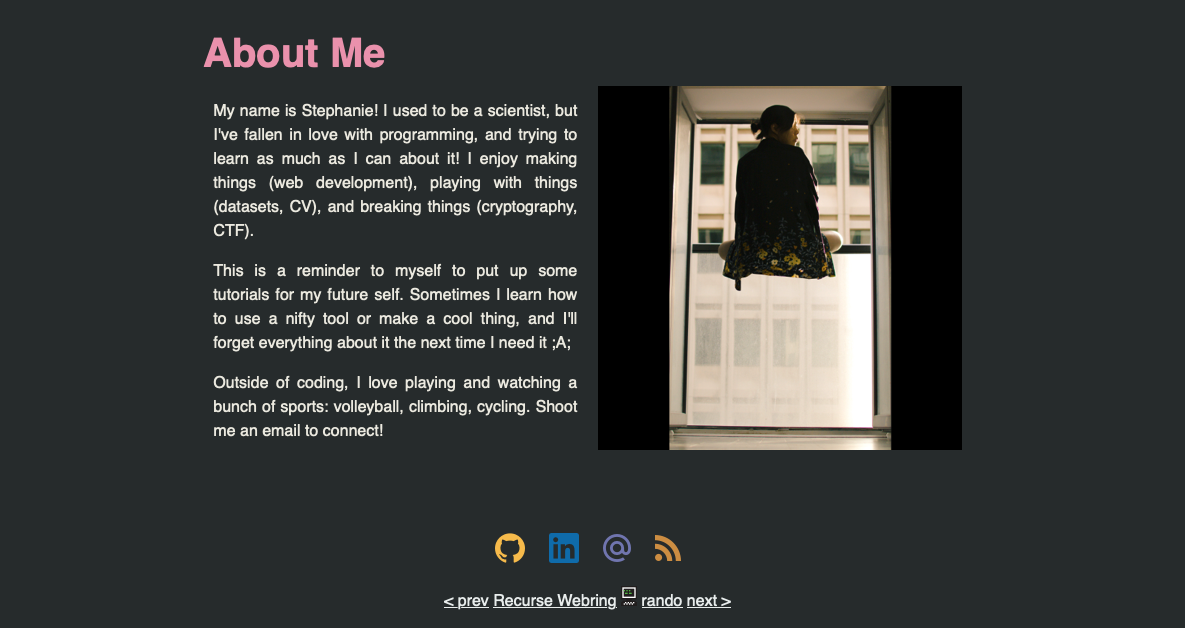 About Me
My name is Stephanie! I used to be a scientist, but
I've fallen in love with programming, and trying to
learn as much as I can about it! I enjoy making
things (web development), playing with things
(datasets, CV), and breaking things (cryptography,
CTF).
This is a reminder to myself to put up some
tutorials for my future self. Sometimes I learn how
to use a nifty tool or make a cool thing, and I'll
forget everything about it the next time I need it ;A;
Outside of coding, I love playing and watching a
bunch of sports: volleyball, climbing, cycling. Shoot
me an email to connect!
in @
< prev Recurse Webring rando next >